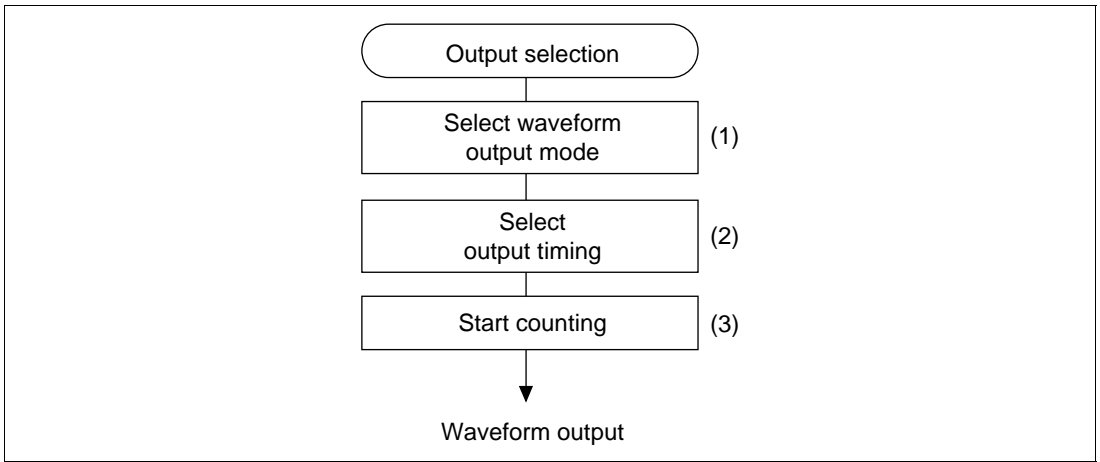 Output selection
Select waveform
output mode
(1)
Select
output timing
(2)
Start counting
(3)
Waveform output